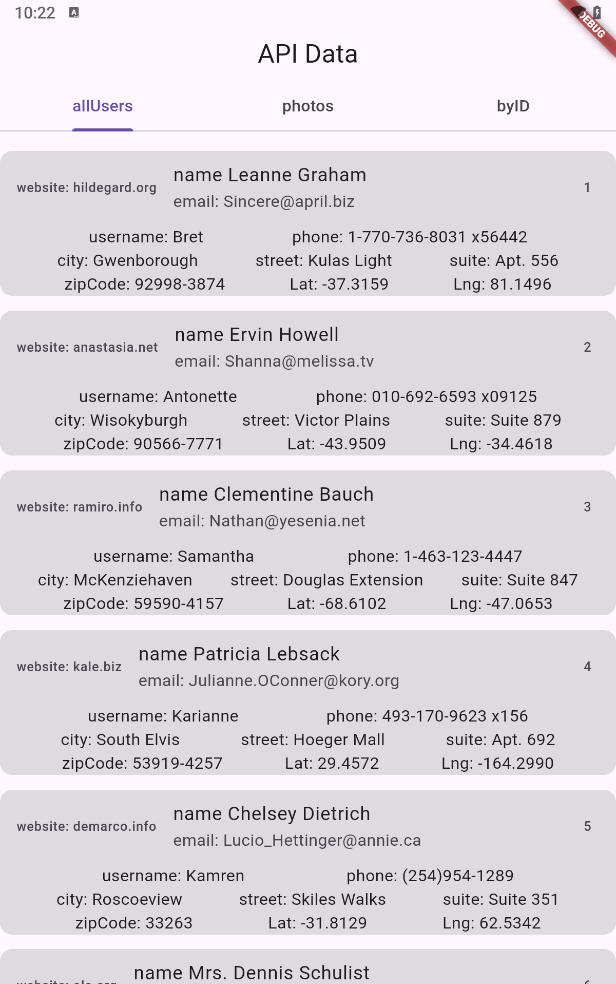 10:22
DEBUG
API Data
allUsers photos byID
website: hildegard.org name Leanne Graham 1
email: Sincere@april.biz
username: Bret phone: 1-770-736-8031 x56442
city: Gwenborough street: Kulas Light suite: Apt. 556
zipCode: 92998-3874 Lat: -37.3159 Lng: 81.1496
website: anastasia.net name Ervin Howell 2
email: Shanna@melissa.tv
username: Antonette phone: 010-692-6593 x09125
city: Wisokyburgh street: Victor Plains suite: Suite 879
zipCode: 90566-7771 Lat: -43.9509 Lng: -34.4618
website: ramiro.info name Clementine Bauch 3
email: Nathan@yesenia.net
username: Samantha phone: 1-463-123-4447
city: McKenziehaven street: Douglas Extension suite: Suite 847
zipCode: 59590-4157 Lat: -68.6102 Lng: -47.0653
website: kale.biz name Patricia Lebsack 4
email: Julianne.OConner@kory.org
username: Karianne phone: 493-170-9623 x156
city: South Elvis street: Hoeger Mall suite: Apt. 692
zipCode: 53919-4257 Lat: 29.4572 Lng: -164.2990
website: demarco.info name Chelsey Dietrich 5
email: Lucio_Hettinger@annie.ca
username: Kamren phone: (254)954-1289
city: Roscoeview street: Skiles Walks suite: Suite 351
zipCode: 33263 Lat: -31.8129 Lng: 62.5342
name Mrs. Dennis Schulist
website: